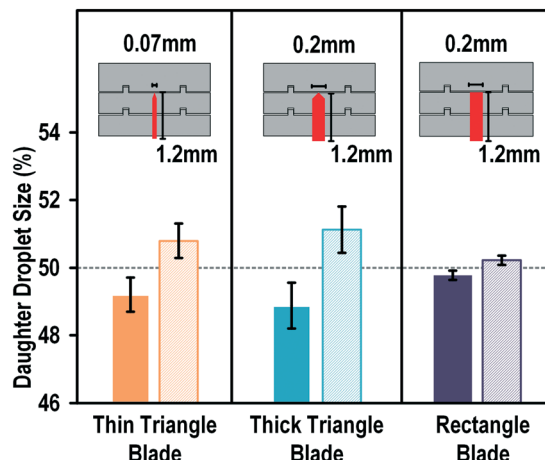 0.07mm
0.2mm
0.2mm
1.2mm
1.2mm
1.2mm
Daughter Droplet Size (%)
54
52
50
48
46
Thin Triangle
Blade
Thick Triangle
Blade
Rectangle
Blade